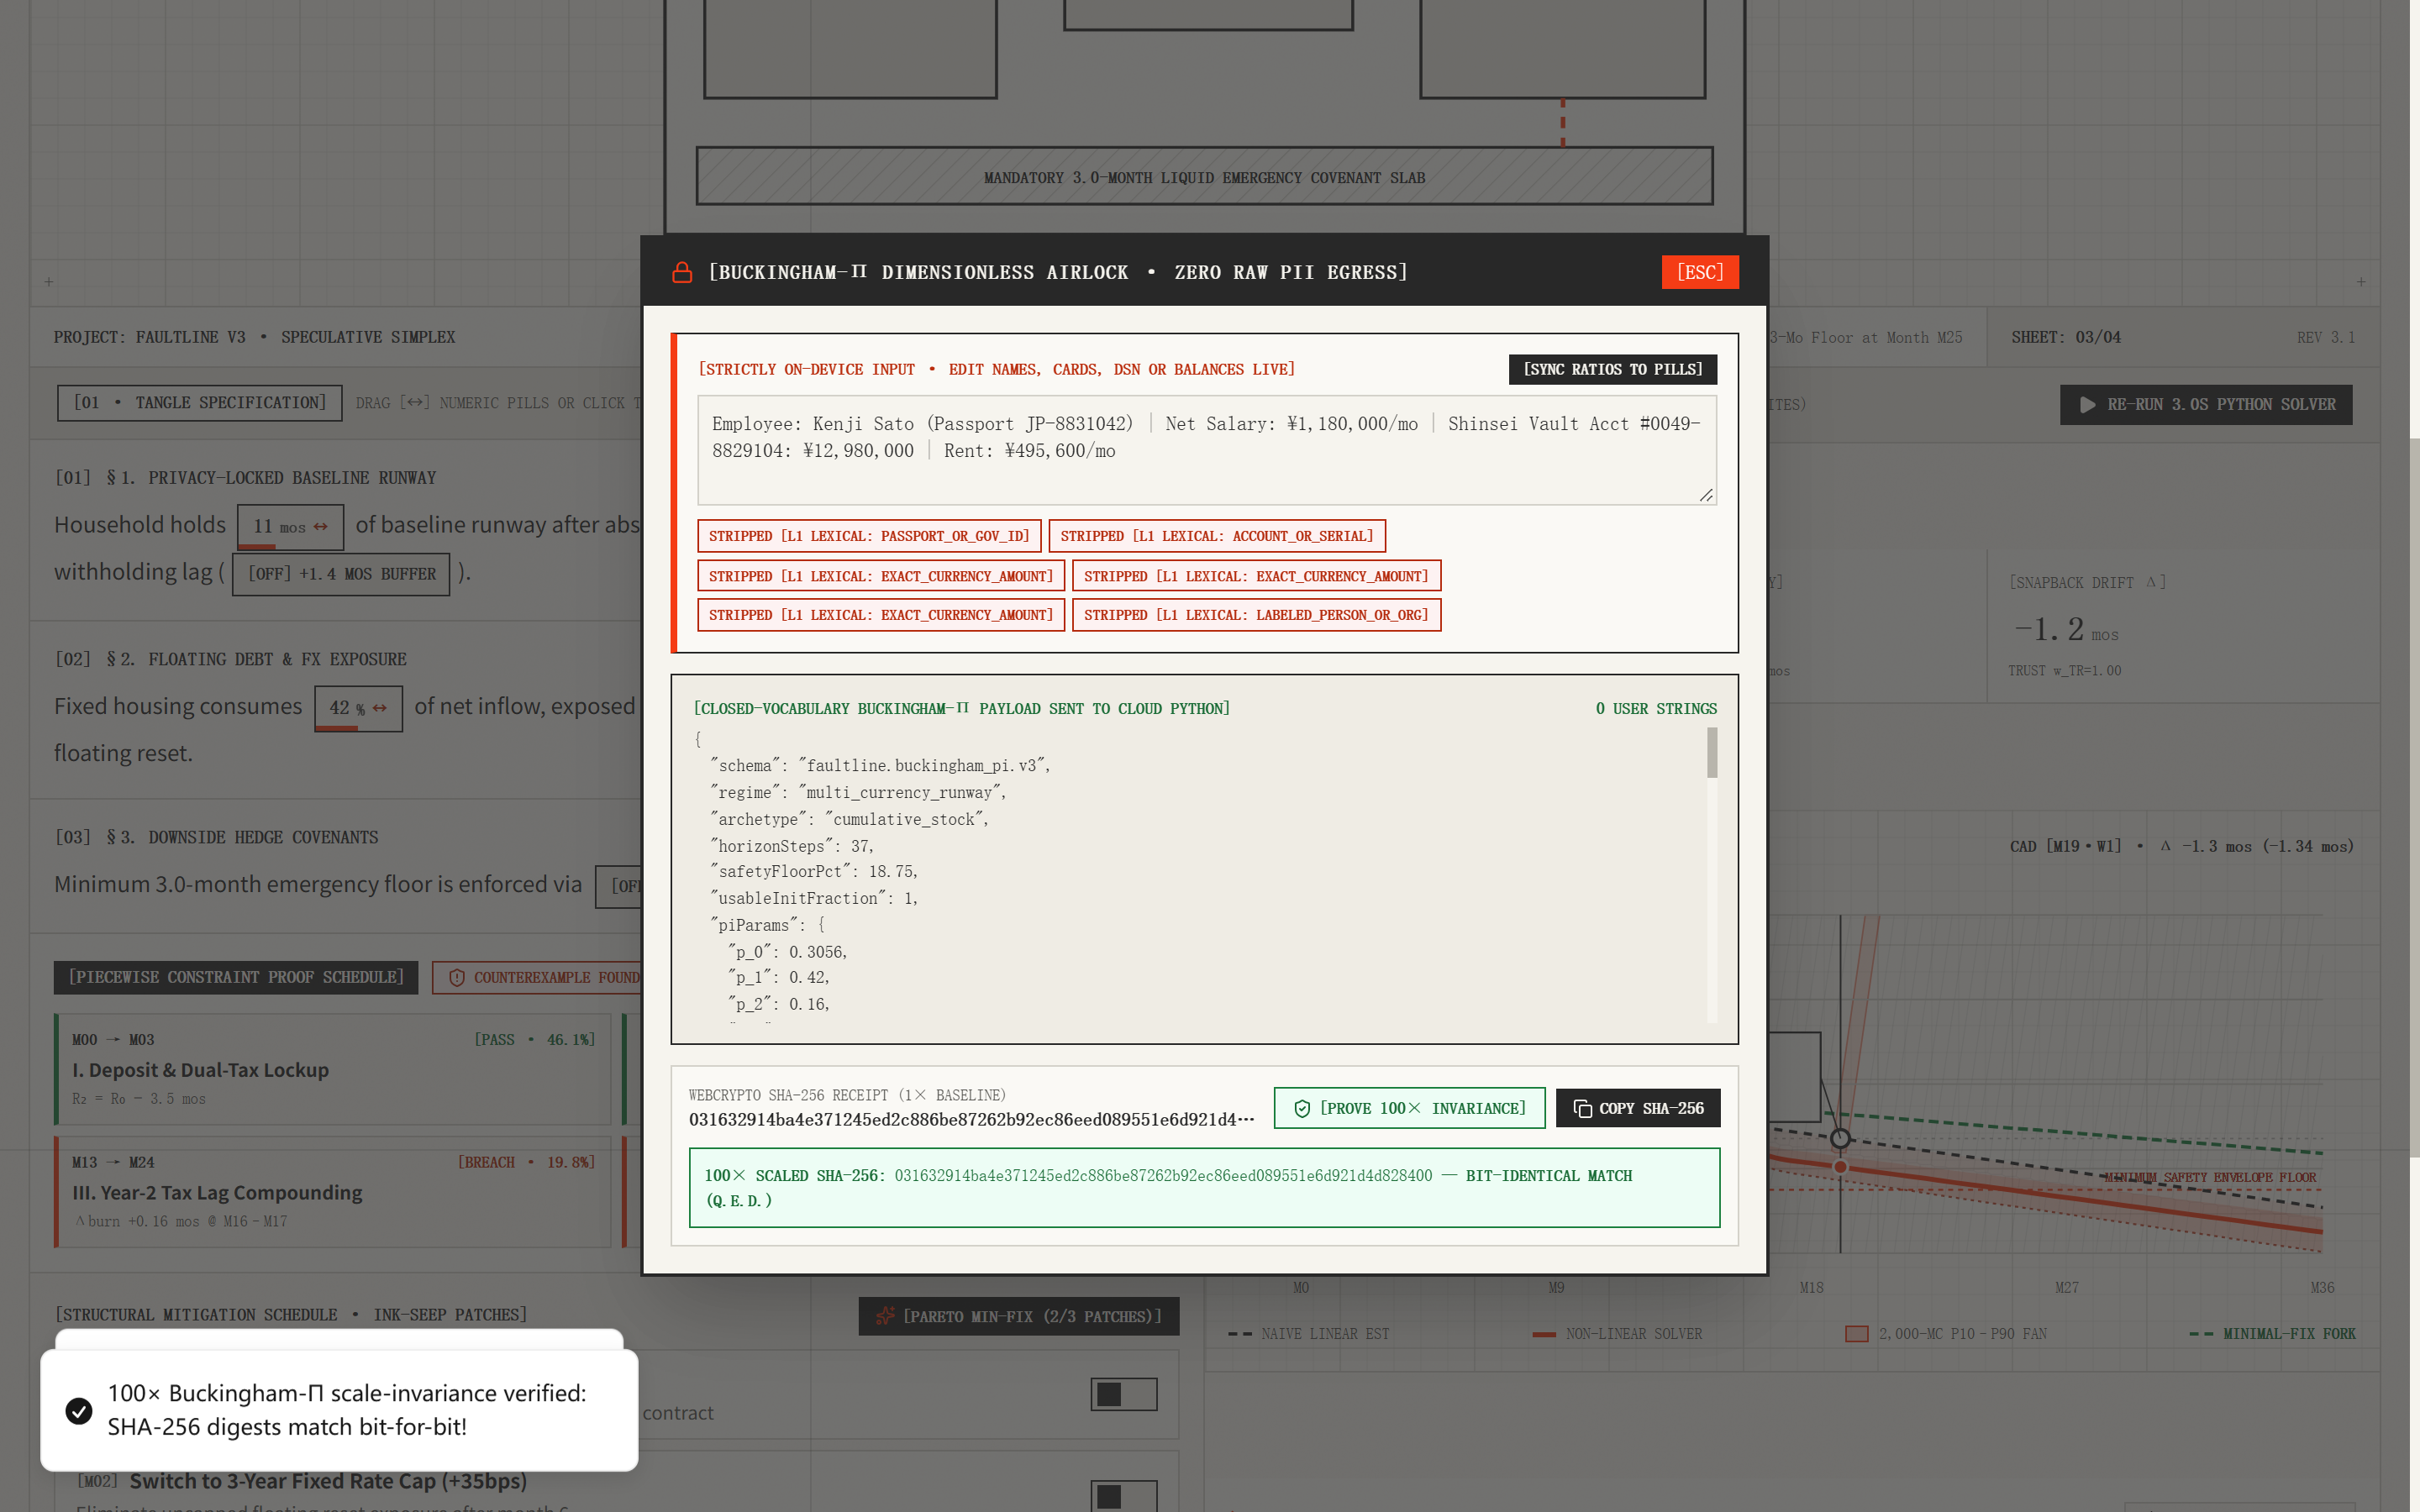 MANDATORY 3.0-MONTH LIQUID EMERGENCY COVENANT SLAB
[BUCKINGHAM-Π DIMENSIONLESS AIRLOCK • ZERO RAW PII EGRESS]
[ESC]
PROJECT: FAULTLINE V3 • SPECULATIVE SIMPLEX
3-Mo Floor at Month M25
SHEET: 03/04
REV 3.1
[01 • TANGLE SPECIFICATION]
DRAG [↔] NUMERIC PILLS OR CLICK
RE-RUN 3.0S PYTHON SOLVER
[STRICTLY ON-DEVICE INPUT • EDIT NAMES, CARDS, DSN OR BALANCES LIVE]
[SYNC RATIOS TO PILLS]
Employee: Kenji Sato (Passport JP-8831042) | Net Salary: ¥1,180,000/mo | Shinsei Vault Acct #0049-
8829104: ¥12,980,000 | Rent: ¥495,600/mo
STRIPPED [L1 LEXICAL: PASSPORT_OR_GOV_ID]
STRIPPED [L1 LEXICAL: ACCOUNT_OR_SERIAL]
STRIPPED [L1 LEXICAL: EXACT_CURRENCY_AMOUNT]
STRIPPED [L1 LEXICAL: EXACT_CURRENCY_AMOUNT]
STRIPPED [L1 LEXICAL: EXACT_CURRENCY_AMOUNT]
STRIPPED [L1 LEXICAL: LABELED_PERSON_OR_ORG]
[01] §1. PRIVACY-LOCKED BASELINE RUNWAY
Household holds 11 mos ↔ of baseline runway after abs
withholding lag ( [OFF] +1.4 MOS BUFFER ).
[02] §2. FLOATING DEBT & FX EXPOSURE
Fixed housing consumes 42 % ↔ of net inflow, exposed
floating reset.
[03] §3. DOWNSIDE HEDGE COVENANTS
Minimum 3.0-month emergency floor is enforced via
[SNAPBACK DRIFT Δ]
-1.2 mos
TRUST w_TR=1.00
mos
[CLOSED-VOCABULARY BUCKINGHAM-Π PAYLOAD SENT TO CLOUD PYTHON]
0 USER STRINGS
{
"schema": "faultline.buckingham_pi.v3",
"regime": "multi_currency_runway",
"archetype": "cumulative_stock",
"horizonSteps": 37,
"safetyFloorPct": 18.75,
"usableInitFraction": 1,
"piParams": {
"p_0": 0.3056,
"p_1": 0.42,
"p_2": 0.16,
CAD [M19•W1] • Δ -1.3 mos (-1.34 mos)
[PIECEWISE CONSTRAINT PROOF SCHEDULE]
COUNTEREXAMPLE FOUND
M00 → M03
[PASS • 46.1%]
I. Deposit & Dual-Tax Lockup
R₂ = R₀ − 3.5 mos
M13 → M24
[BREACH • 19.8%]
III. Year-2 Tax Lag Compounding
Δburn +0.16 mos @ M16–M17
WEBCRYPTO SHA-256 RECEIPT (1× BASELINE)
031632914ba4e371245ed2c886be87262b92ec86eed089551e6d921d4…
[PROVE 100× INVARIANCE]
COPY SHA-256
100× SCALED SHA-256: 031632914ba4e371245ed2c886be87262b92ec86eed089551e6d921d4d828400 — BIT-IDENTICAL MATCH
(Q.E.D.)
MINIMUM SAFETY ENVELOPE FLOOR
M0
M9
M18
M27
M36
NAIVE LINEAR EST
NON-LINEAR SOLVER
2,000-MC P10–P90 FAN
MINIMAL-FIX FORK
[STRUCTURAL MITIGATION SCHEDULE • INK-SEEP PATCHES]
[PARETO MIN-FIX (2/3 PATCHES)]
100× Buckingham-Π scale-invariance verified:
SHA-256 digests match bit-for-bit!
contract
[M02] Switch to 3-Year Fixed Rate Cap (+35bps)